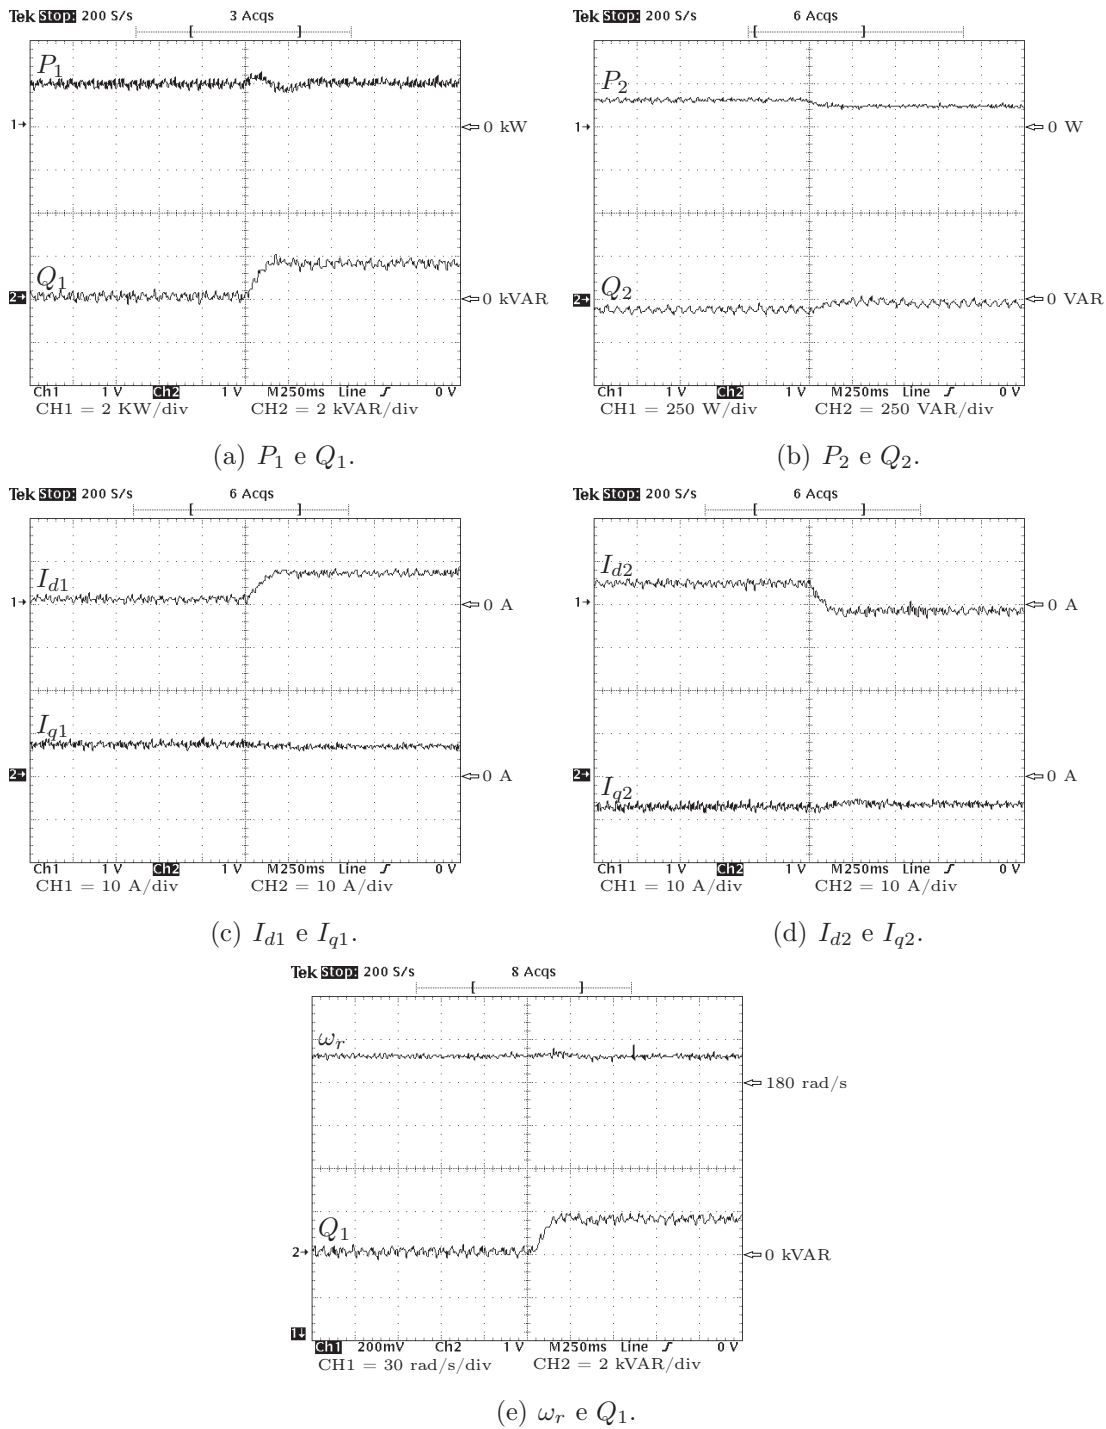 Tek Stop: 200 S/s 3 Acqs
P1
1→
0 kW
Q1
2→
0 kVAR
Ch1 1 V Ch2 1 V M250ms Line 0 V
CH1 = 2 KW/div CH2 = 2 kVAR/div
(a) P1 e Q1.
Tek Stop: 200 S/s 6 Acqs
P2
1→
0 W
Q2
2→
0 VAR
Ch1 1 V Ch2 1 V M250ms Line 0 V
CH1 = 250 W/div CH2 = 250 VAR/div
(b) P2 e Q2.
Tek Stop: 200 S/s 6 Acqs
Id1
1→
0 A
Iq1
2→
0 A
Ch1 1 V Ch2 1 V M250ms Line 0 V
CH1 = 10 A/div CH2 = 10 A/div
(c) Id1 e Iq1.
Tek Stop: 200 S/s 6 Acqs
Id2
1→
0 A
Iq2
2→
0 A
Ch1 1 V Ch2 1 V M250ms Line 0 V
CH1 = 10 A/div CH2 = 10 A/div
(d) Id2 e Iq2.
Tek Stop: 200 S/s 8 Acqs
ωr
180 rad/s
Q1
2→
0 kVAR
1↓
Ch1 200mV Ch2 1 V M250ms Line 0 V
CH1 = 30 rad/s/div CH2 = 2 kVAR/div
(e) ωr e Q1.